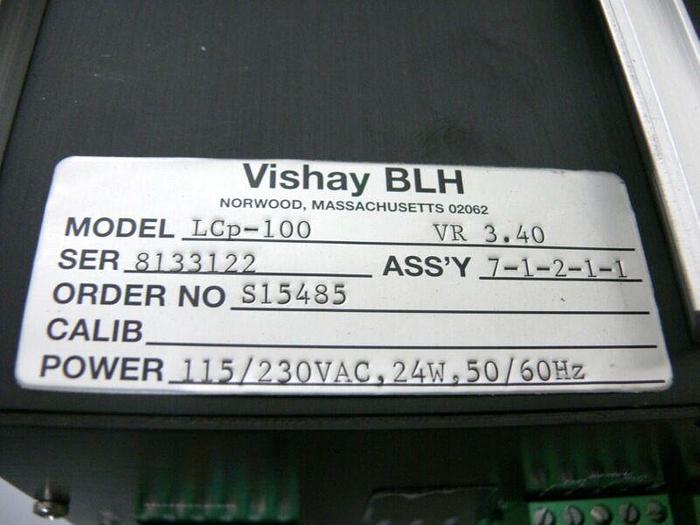 Vishay BLH
NORWOOD, MASSACHUSETTS 02062
MODEL LCp-100 VR 3.40
SER 8133122 ASS'Y 7-1-2-1-1
ORDER NO S15485
CALIB
POWER 115/230VAC,24W,50/60Hz